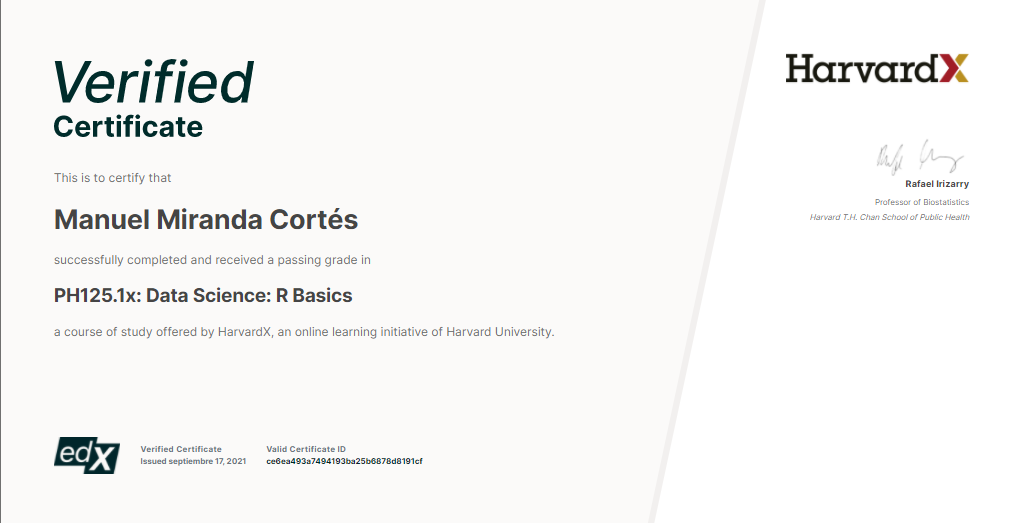 Verified
Certificate
This is to certify that
Manuel Miranda Cortés
successfully completed and received a passing grade in
PH125.1x: Data Science: R Basics
a course of study offered by HarvardX, an online learning initiative of Harvard University.
HarvardX
Rafael Irizarry
Professor of Biostatistics
Harvard T.H. Chan School of Public Health
edX
Verified Certificate
Issued septiembre 17, 2021
Valid Certificate ID
ce6ea493a7494193ba25b6878d8191cf